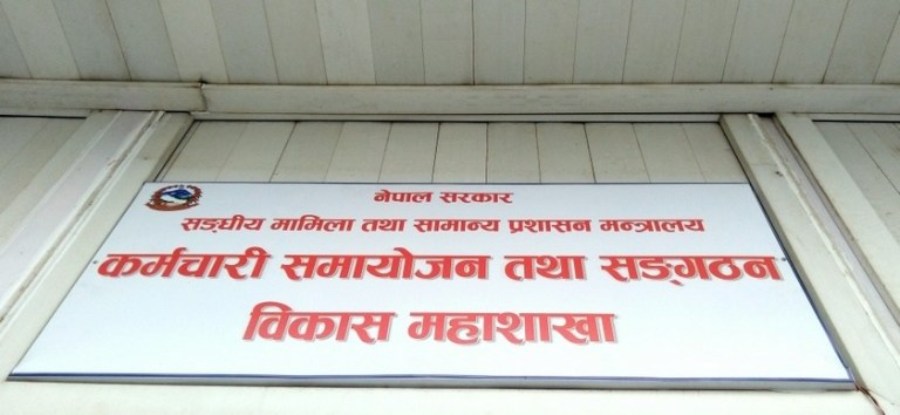 नेपाल सरकार
सङ्घीय मामिला तथा सामान्य प्रशासन मन्त्रालय
कर्मचारी समायोजन तथा सङ्गठन
विकास महाशाखा